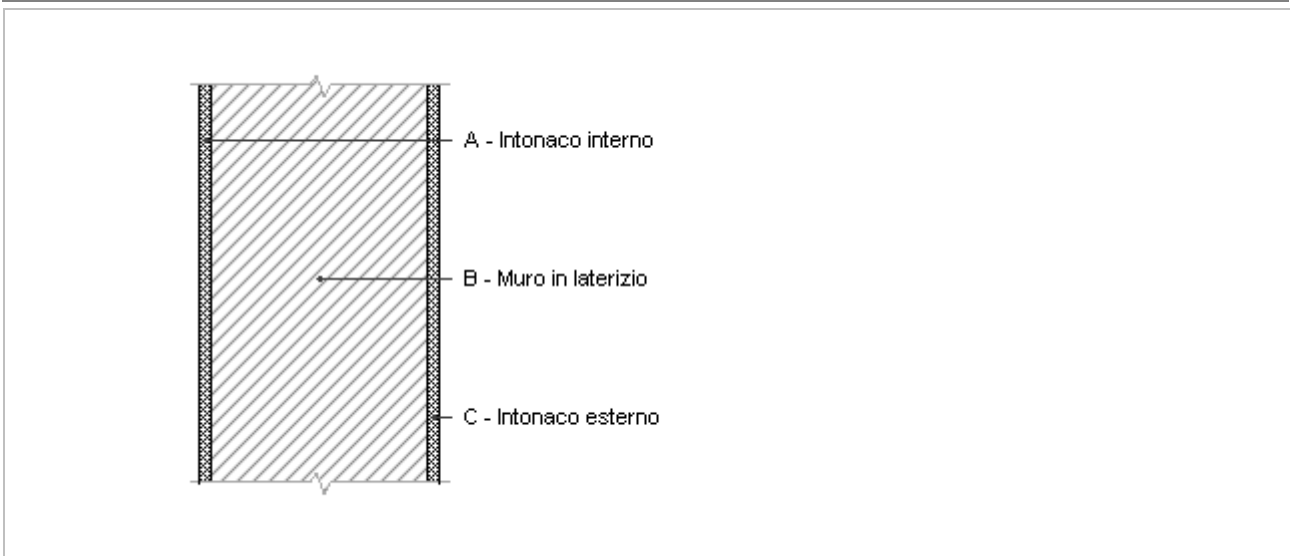 A - Intonaco interno
B - Muro in laterizio
C - Intonaco esterno